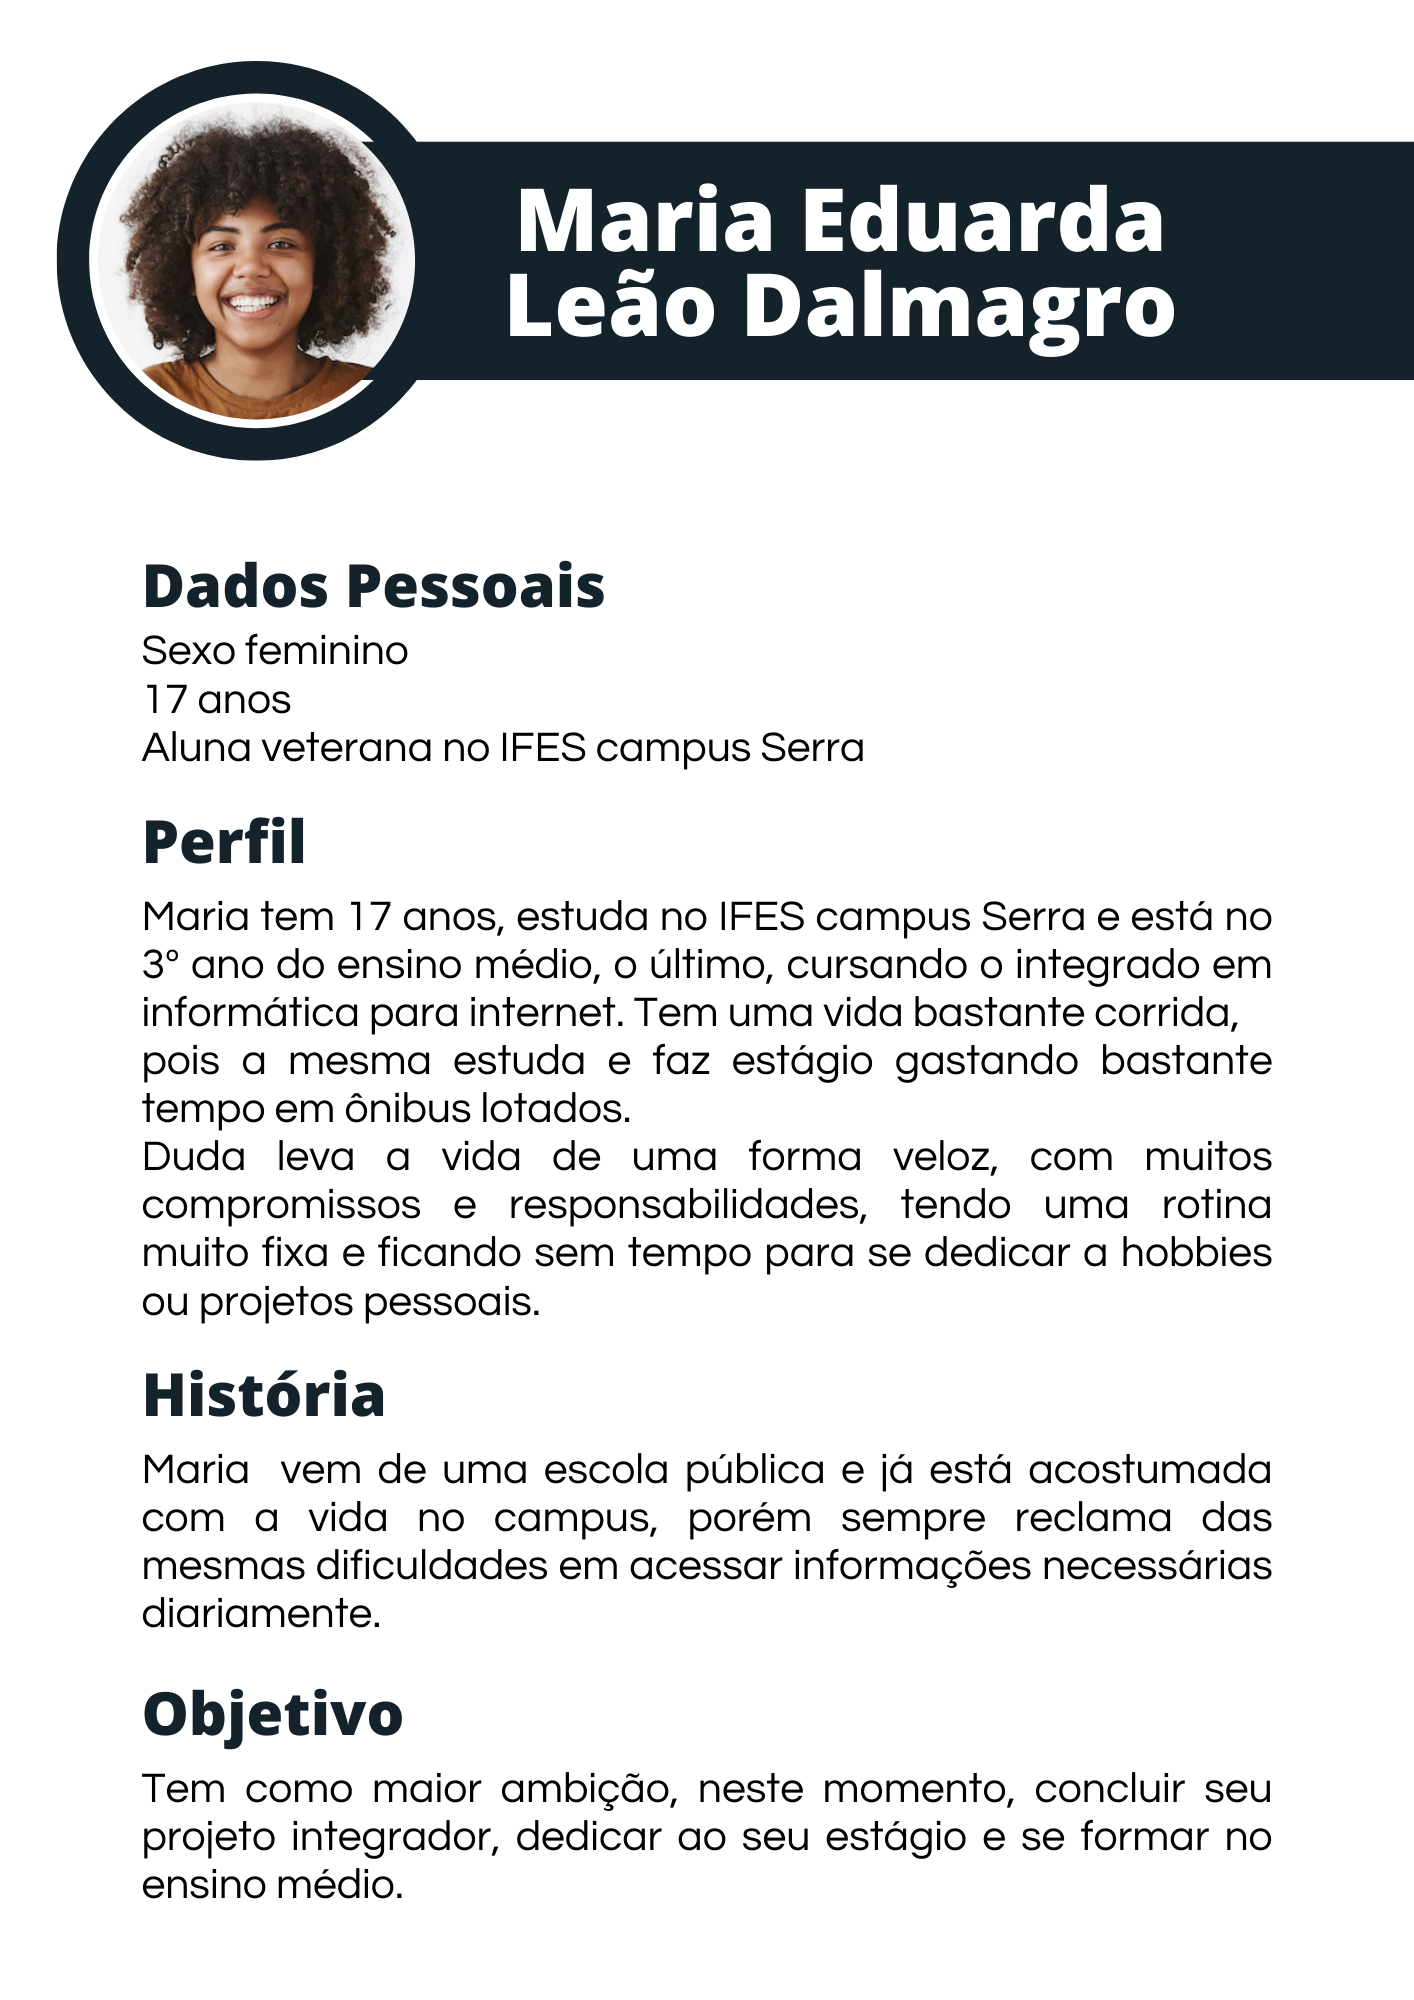 Maria Eduarda
Leão Dalmagro
Dados Pessoais
Sexo feminino
17 anos
Aluna veterana no IFES campus Serra
Perfil
Maria tem 17 anos, estuda no IFES campus Serra e está no
3° ano do ensino médio, o último, cursando o integrado em
informática para internet. Tem uma vida bastante corrida,
pois a mesma estuda e faz estágio gastando bastante
tempo em ônibus lotados.
Duda leva a vida de uma forma veloz, com muitos
compromissos e responsabilidades, tendo uma rotina
muito fixa e ficando sem tempo para se dedicar a hobbies
ou projetos pessoais.
História
Maria vem de uma escola pública e já está acostumada
com a vida no campus, porém sempre reclama das
mesmas dificuldades em acessar informações necessárias
diariamente.
Objetivo
Tem como maior ambição, neste momento, concluir seu
projeto integrador, dedicar ao seu estágio e se formar no
ensino médio.